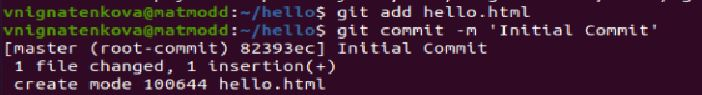 vnignatenkova@matmodd:~/hello$ git add hello.html
vnignatenkova@matmodd:~/hello$ git commit -m 'Initial Commit'
[master (root-commit) 82393ec] Initial Commit
 1 file changed, 1 insertion(+)
 create mode 100644 hello.html